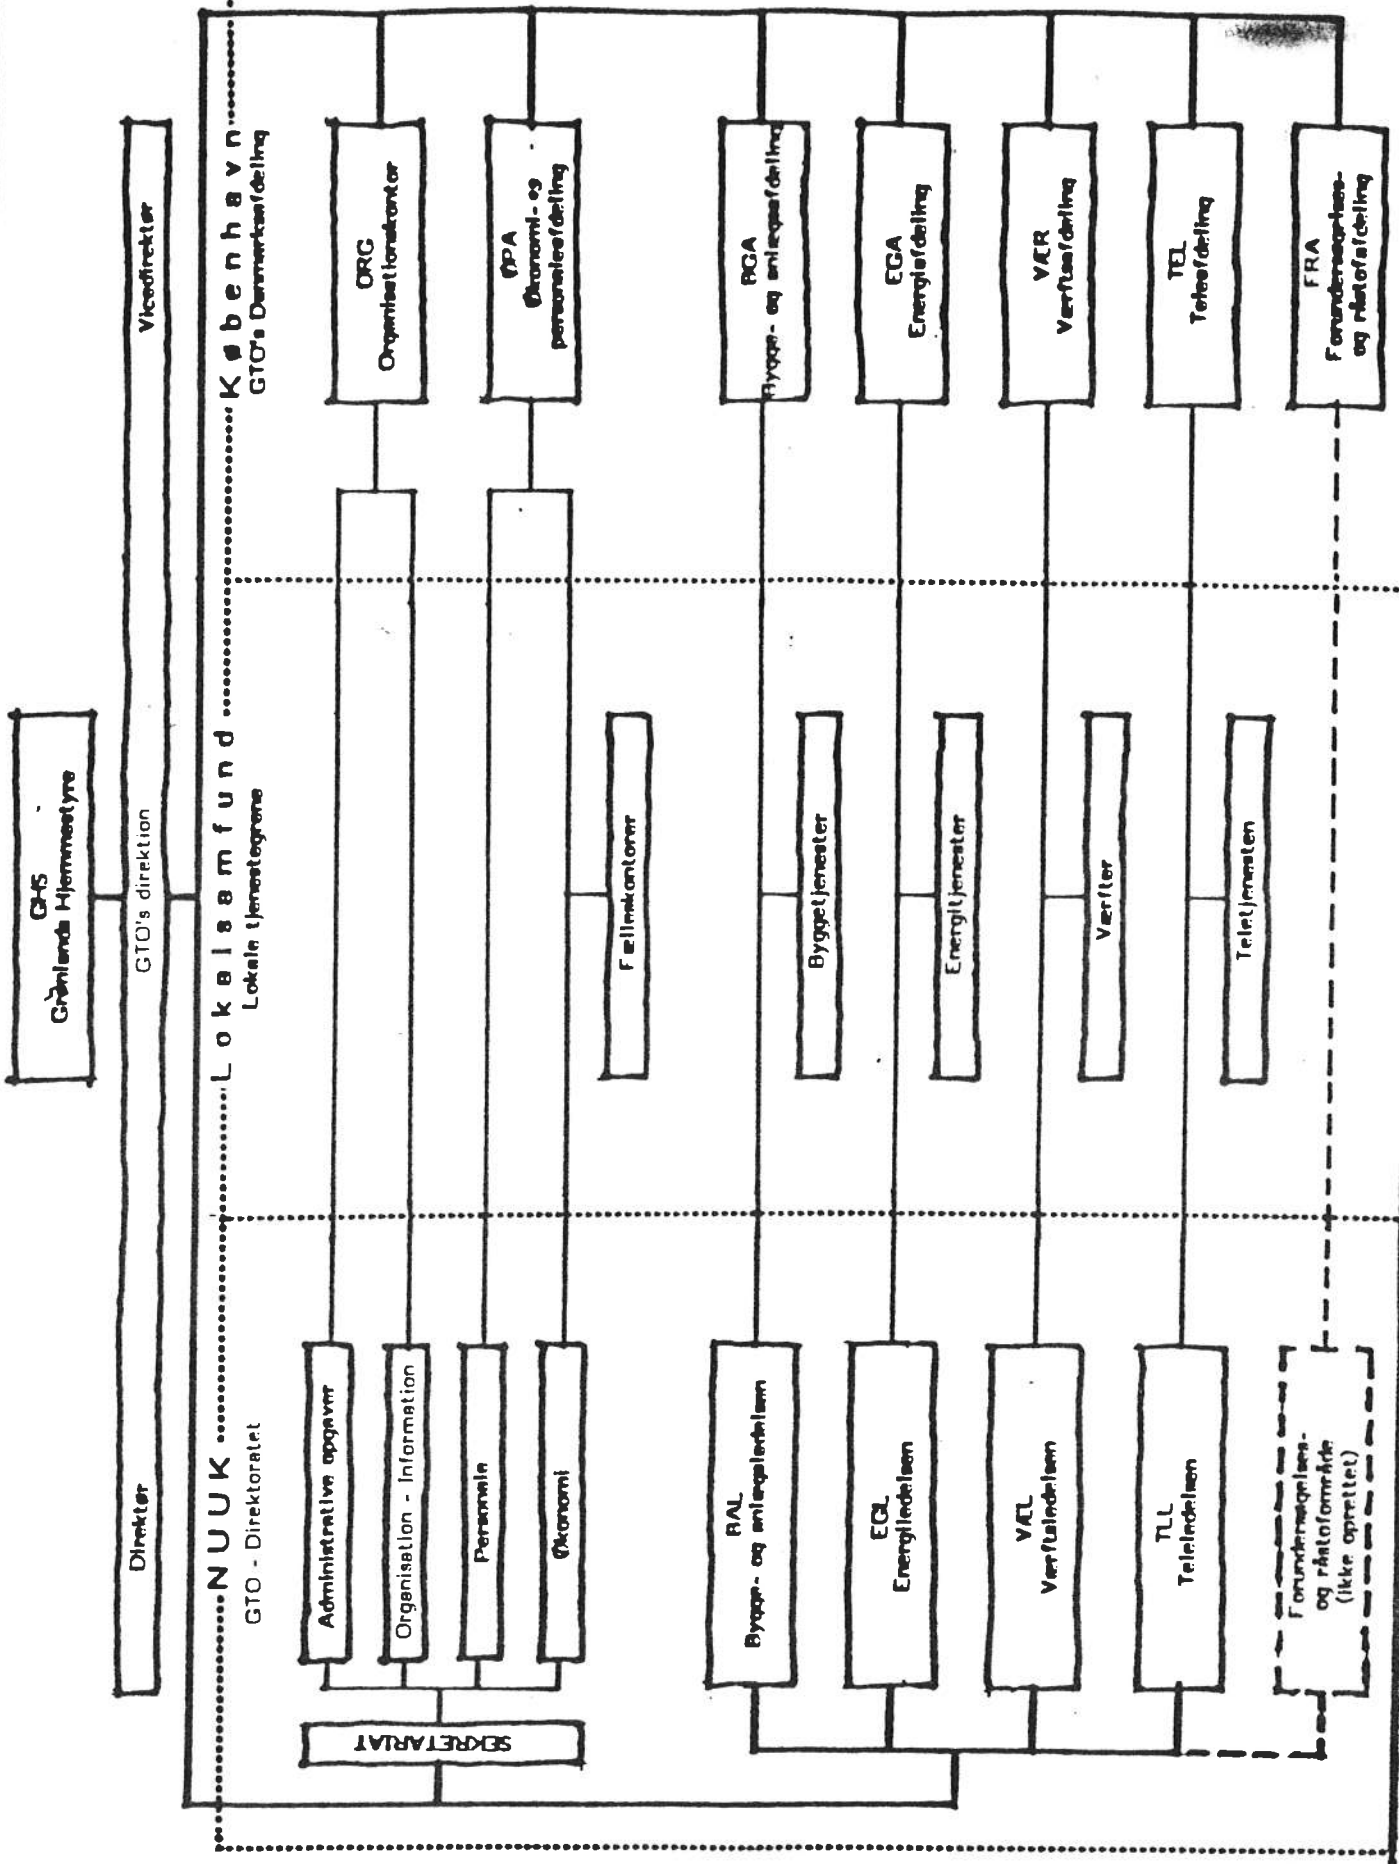 GHS
Grønlands Hjemmestyre
Direktør
GTO's direktion
Vicedirektør
NUUK
GTO - Direktoratet
Lokalsamfund
Lokale tjenestegrene
København
GTO's Danmarksafdeling
SEKRETARIAT
Administrative opgaver
Organisation - Information
Personale
Økonomi
Fælleskontorer
ORG
Organisationskontor
ØPA
Økonomi- og
personaleafdeling
BAL
Bygge- og anlægsledelsen
Byggetjenester
BGA
Bygge- og anlægsafdeling
EGL
Energiledelsen
Energitjenester
EGA
Energiafdeling
VÆL
Værftsledelsen
Værfter
VÆR
Værftsafdeling
TLL
Teleledelsen
Teletjenesten
TEL
Teleafdeling
Forundersøgelses-
og råstofområde
(ikke oprettet)
FRA
Forundersøgelses-
og råstofafdeling